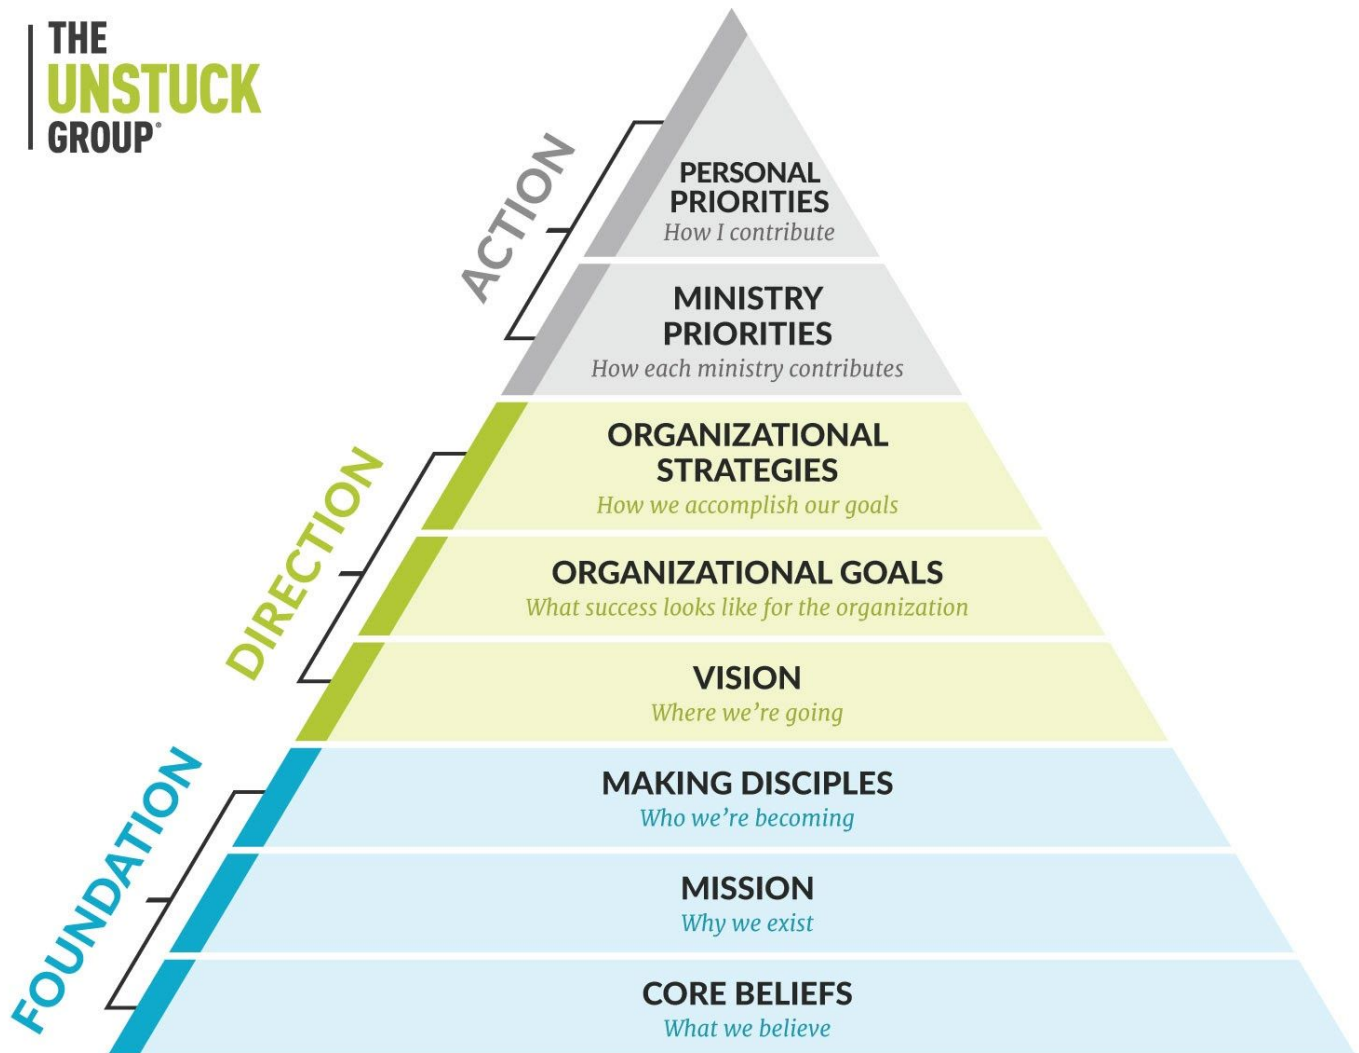 THE
UNSTUCK
GROUP®
ACTION
PERSONAL
PRIORITIES
How I contribute
MINISTRY
PRIORITIES
How each ministry contributes
DIRECTION
ORGANIZATIONAL
STRATEGIES
How we accomplish our goals
ORGANIZATIONAL GOALS
What success looks like for the organization
VISION
Where we’re going
FOUNDATION
MAKING DISCIPLES
Who we’re becoming
MISSION
Why we exist
CORE BELIEFS
What we believe